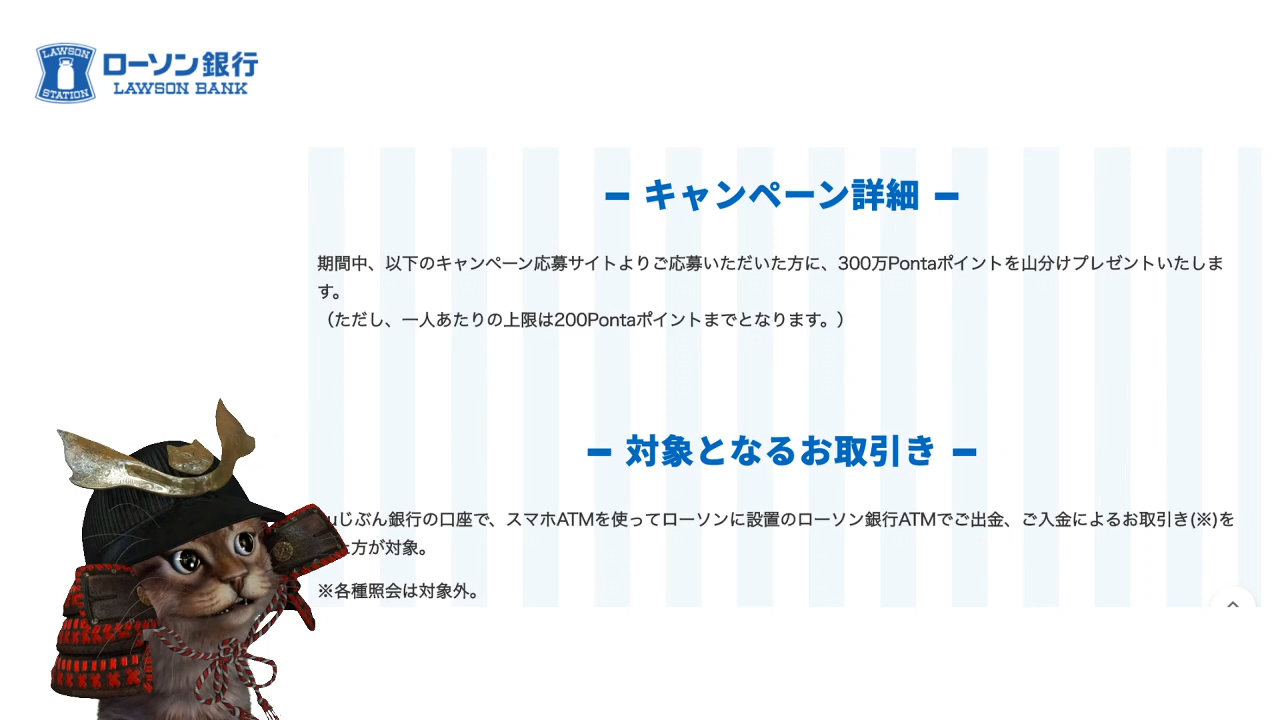 LAWSON
STATION
ローソン銀行
LAWSON BANK
ー キャンペーン詳細 ー
期間中、以下のキャンペーン応募サイトよりご応募いただいた方に、300万Pontaポイントを山分けプレゼントいたしま
す。
（ただし、一人あたりの上限は200Pontaポイントまでとなります。）
ー 対象となるお取引き ー
uじぶん銀行の口座で、スマホATMを使ってローソンに設置のローソン銀行ATMでご出金、ご入金によるお取引き(※)を
た方が対象。
※各種照会は対象外。